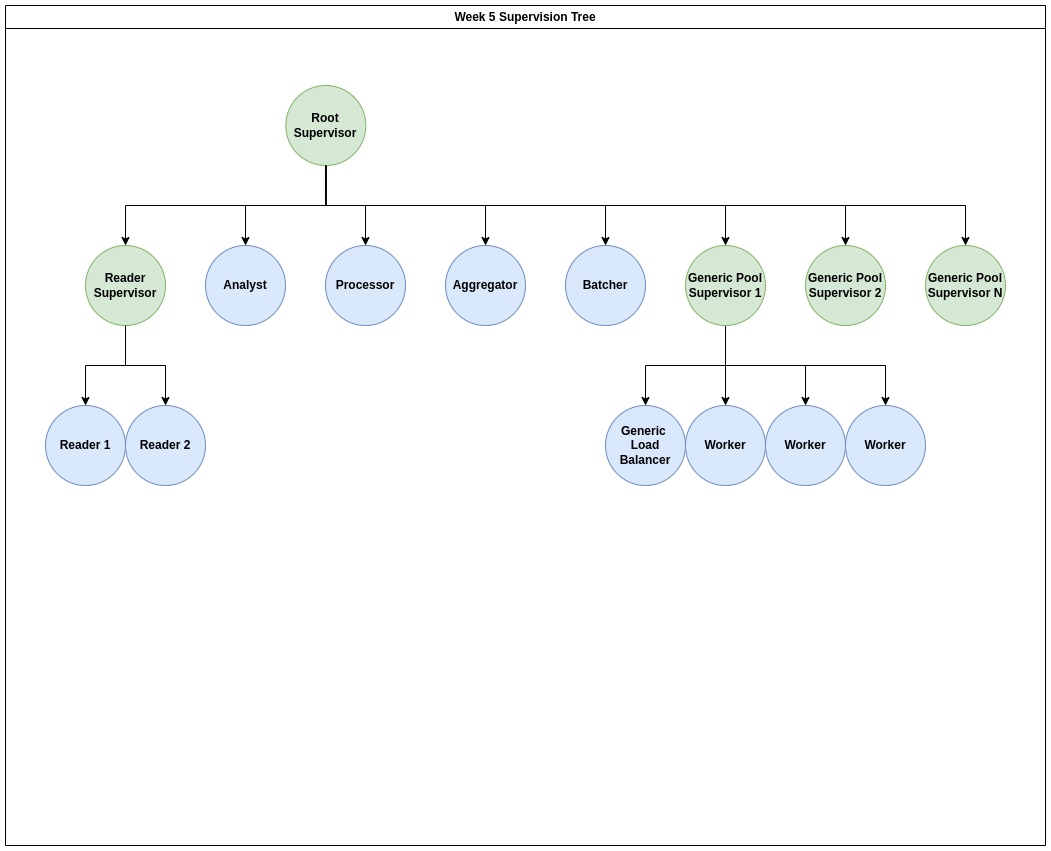 Week 5 Supervision Tree
Root
Supervisor
Reader
Supervisor
Analyst
Processor
Aggregator
Batcher
Generic Pool
Supervisor 1
Generic Pool
Supervisor 2
Generic Pool
Supervisor N
Reader 1
Reader 2
Generic
Load
Balancer
Worker
Worker
Worker